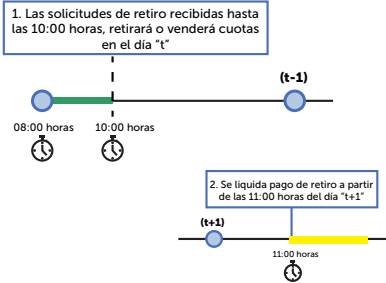 1. Las solicitudes de retiro recibidas hasta
las 10:00 horas, retirará o venderá cuotas
en el día “t”
(t-1)
08:00 horas
10:00 horas
2. Se liquida pago de retiro a partir
de las 11:00 horas del día “t+1”
(t+1)
11:00 horas